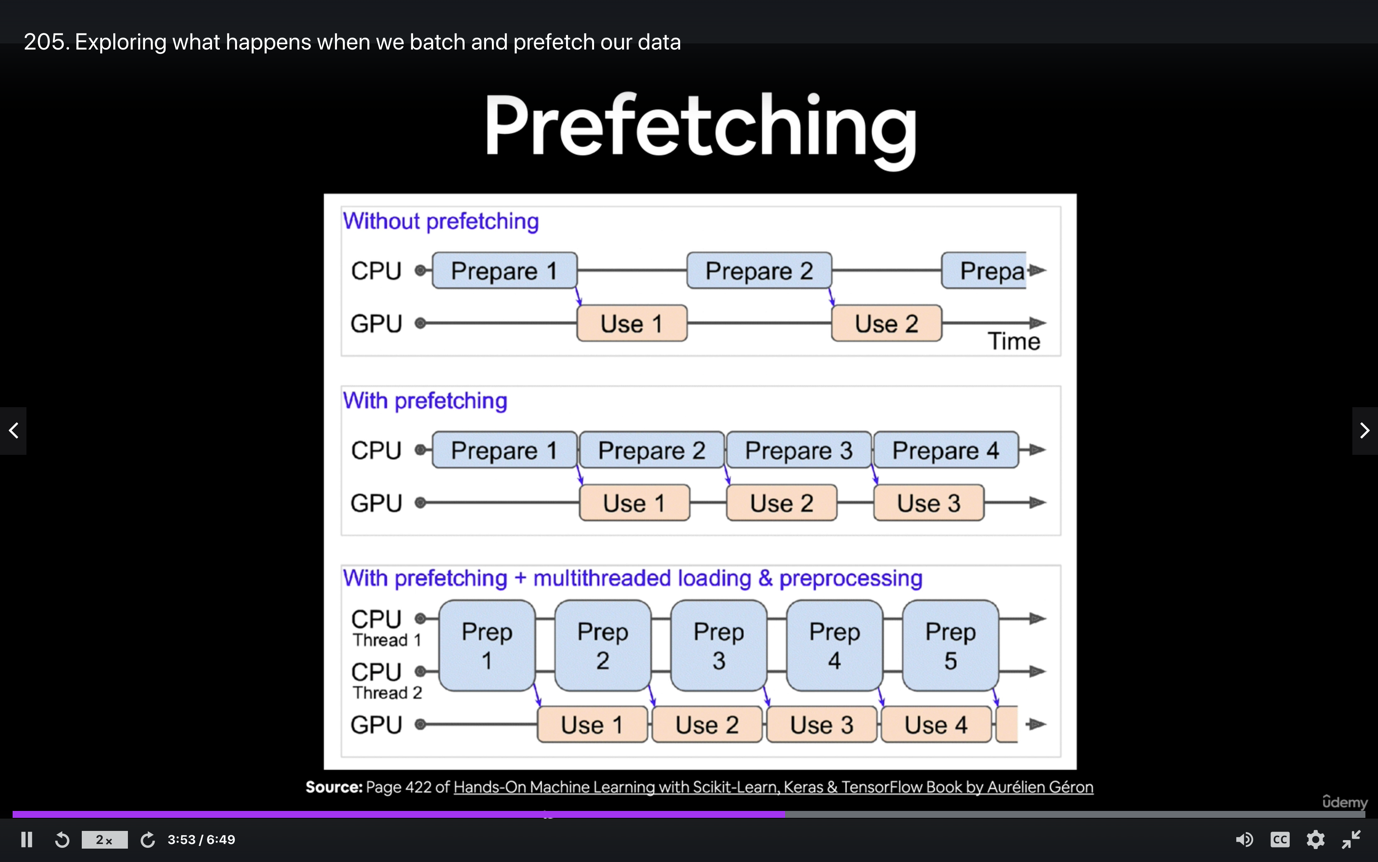 205. Exploring what happens when we batch and prefetch our data
Prefetching
Without prefetching
CPU Prepare 1 Prepare 2 Prepa
GPU Use 1 Use 2
Time
With prefetching
CPU Prepare 1 Prepare 2 Prepare 3 Prepare 4
GPU Use 1 Use 2 Use 3
With prefetching + multithreaded loading & preprocessing
CPU
Thread 1
CPU
Thread 2
Prep
1
Prep
2
Prep
3
Prep
4
Prep
5
GPU Use 1 Use 2 Use 3 Use 4
Source: Page 422 of Hands-On Machine Learning with Scikit-Learn, Keras & TensorFlow Book by Aurélien Géron
ûdemy
2x 3:53 / 6:49 CC